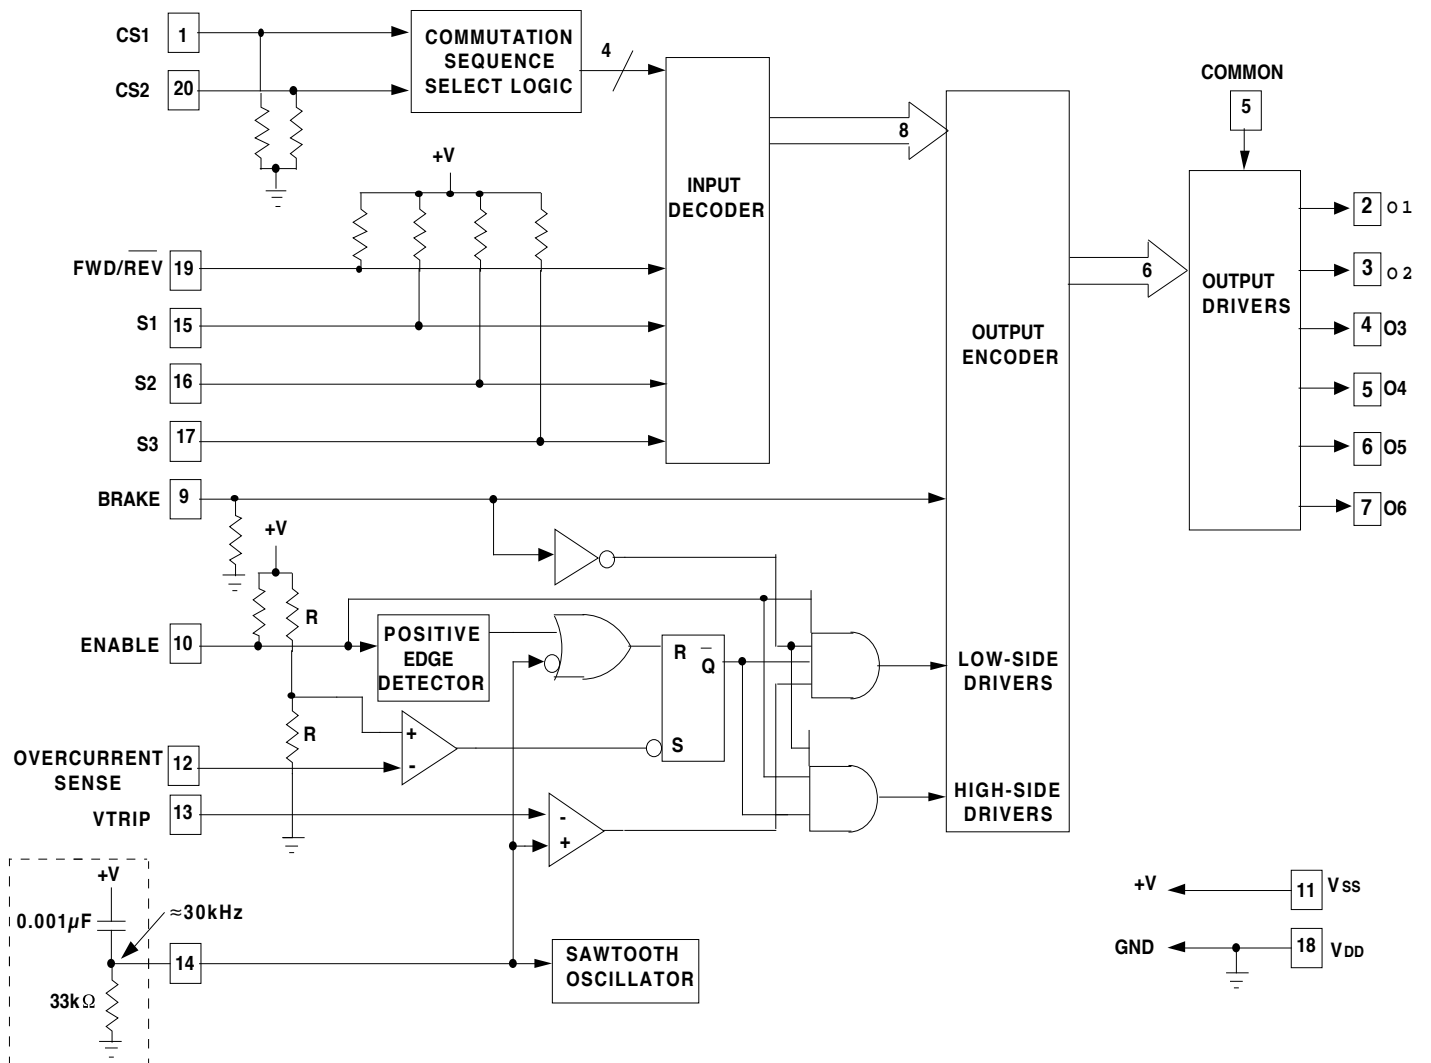 CS1
1
COMMUTATION
SEQUENCE
SELECT LOGIC
4
CS2
20
COMMON
5
8
+V
INPUT
DECODER
2 O1
FWD/REV
19
6
OUTPUT
DRIVERS
3 O2
S1
15
OUTPUT
ENCODER
4 O3
S2
16
5 O4
S3
17
6 O5
BRAKE
9
7 O6
+V
R
ENABLE
10
POSITIVE
EDGE
DETECTOR
R
Q
S
LOW-SIDE
DRIVERS
R
+
-
OVERCURRENT
SENSE
12
HIGH-SIDE
DRIVERS
VTRIP
13
-
+
+V
0.001µF
≈30kHz
14
SAWTOOTH
OSCILLATOR
33kΩ
+V
11
VSS
GND
18
VDD